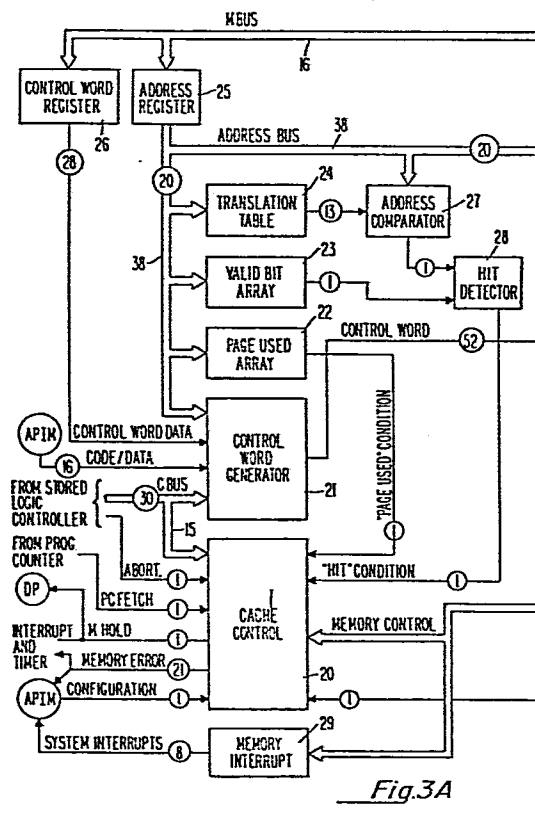 M BUS
16
CONTROL WORD
REGISTER
26
ADDRESS
REGISTER
25
ADDRESS BUS
38
20
28
20
TRANSLATION
TABLE
24
13
ADDRESS
COMPARATOR
27
38
VALID BIT
ARRAY
23
1
1
HIT
DETECTOR
28
PAGE USED
ARRAY
22
CONTROL WORD
52
APIM
CONTROL WORD DATA
16
CODE/DATA
CONTROL
WORD
GENERATOR
21
"PAGE USED" CONDITION
1
FROM STORED
LOGIC
CONTROLLER
C BUS
30
15
FROM PROG.
COUNTER
ABORT.
1
"HIT" CONDITION
1
DP
PC FETCH
1
CACHE
CONTROL
20
INTERRUPT
AND
TIMER
M HOLD
1
MEMORY CONTROL
MEMORY ERROR
21
APIM
CONFIGURATION
1
1
SYSTEM INTERRUPTS
8
MEMORY
INTERRUPT
29
Fig.3A